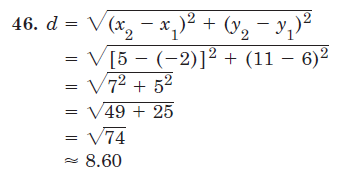 46. d = √(x₂ − x₁)² + (y₂ − y₁)²
= √[5 − (−2)]² + (11 − 6)²
= √7² + 5²
= √49 + 25
= √74
≈ 8.60